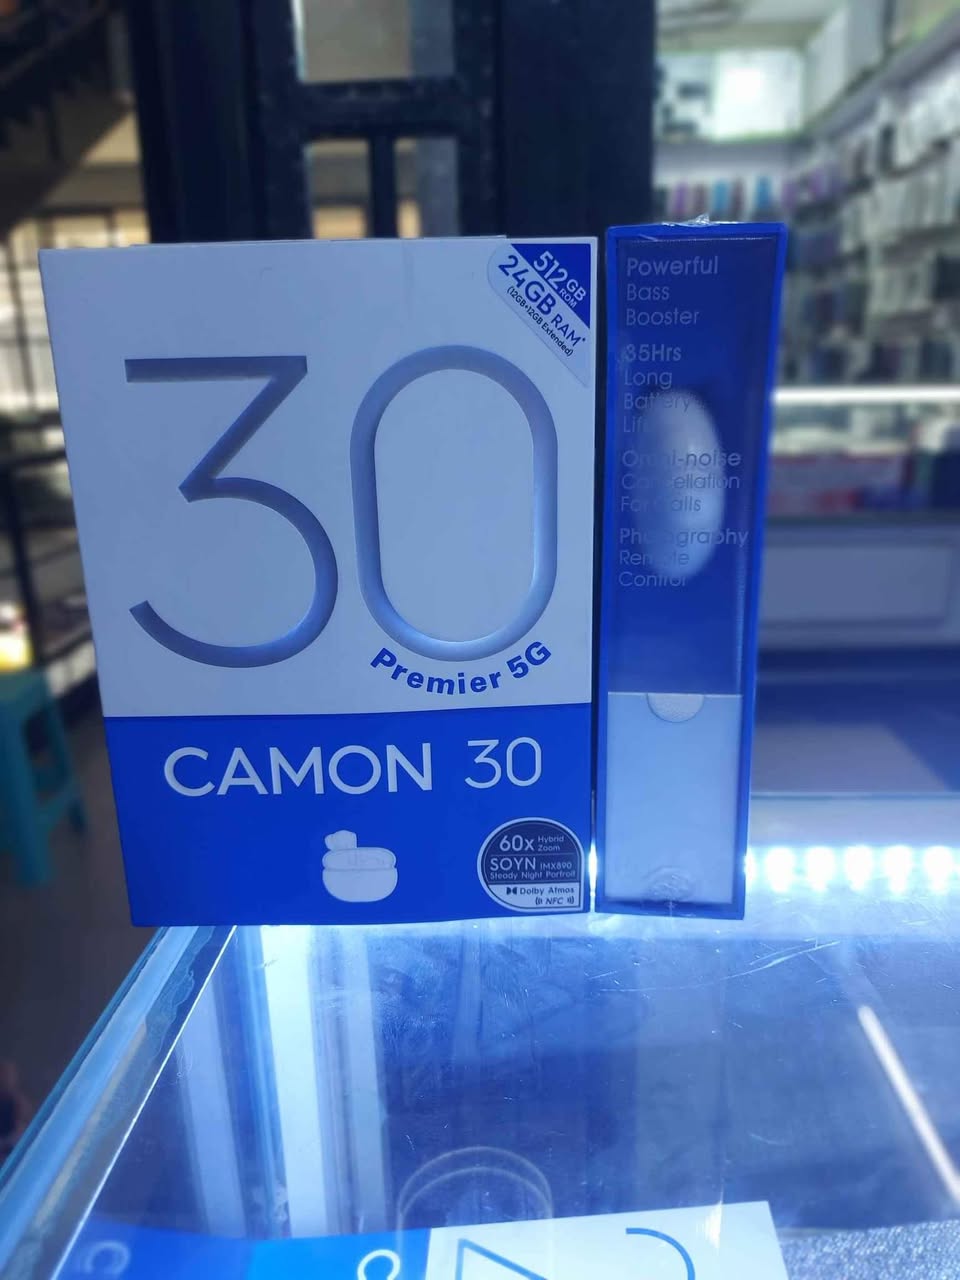 512GB
ROM
24GB RAM*
(12GB+12GB Extended)
30
Premier 5G
CAMON 30
60x Hybrid Zoom
SOYN IMX890
Steady Night Portrait
Dolby Atmos
NFC
Powerful
Bass
Booster
35Hrs
Long
Battery
Life
Omni-noise
Cancellation
For Calls
Photography
Remote
Control